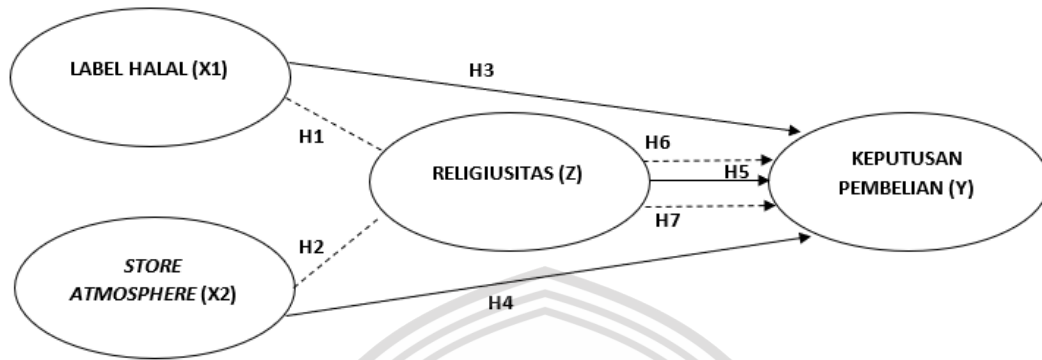 LABEL HALAL (X1)
H3
H1
RELIGIUSITAS (Z)
H6
H5
H7
KEPUTUSAN
PEMBELIAN (Y)
H2
STORE
ATMOSPHERE (X2)
H4